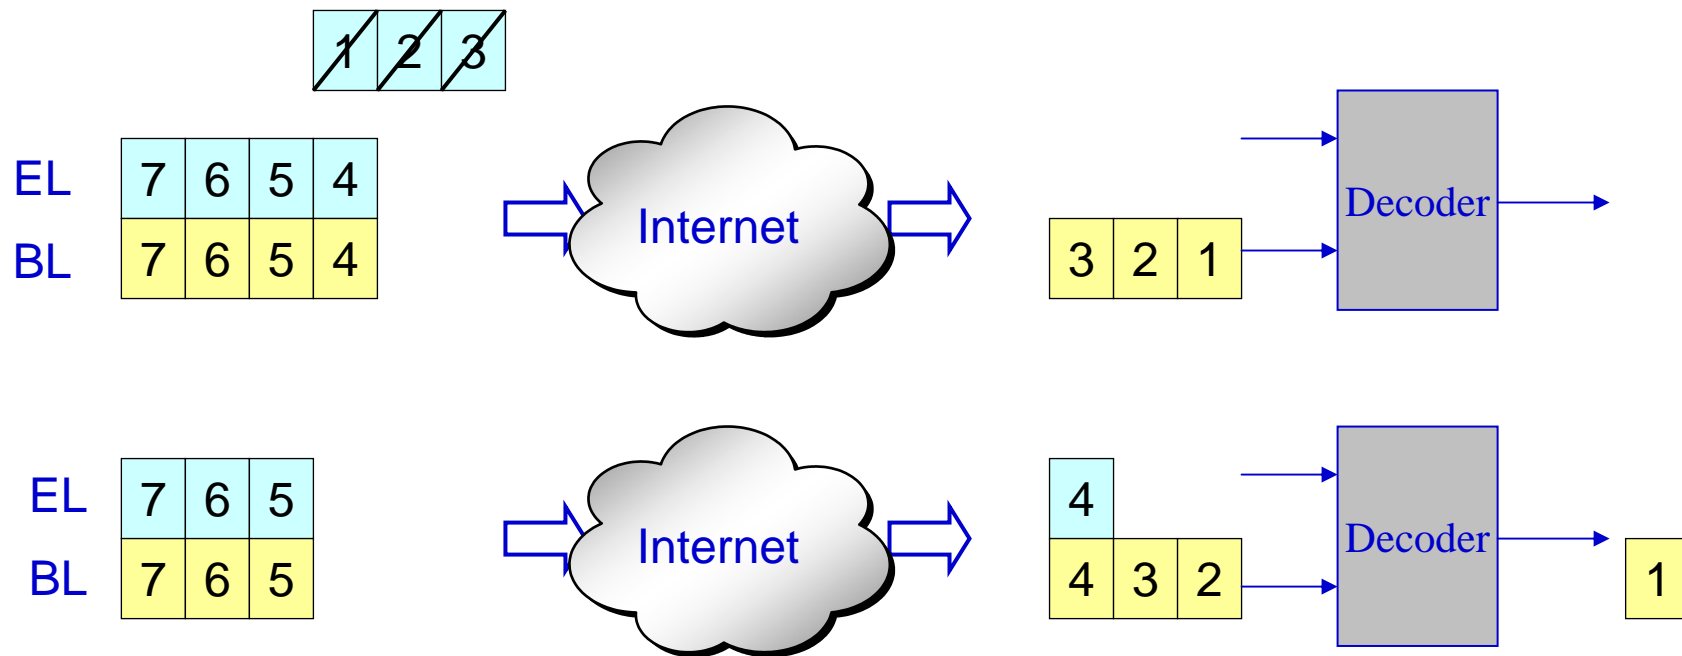 1 2 3
EL 7 6 5 4
BL 7 6 5 4
Internet
3 2 1
Decoder
EL 7 6 5
BL 7 6 5
Internet
4
4 3 2
Decoder
1